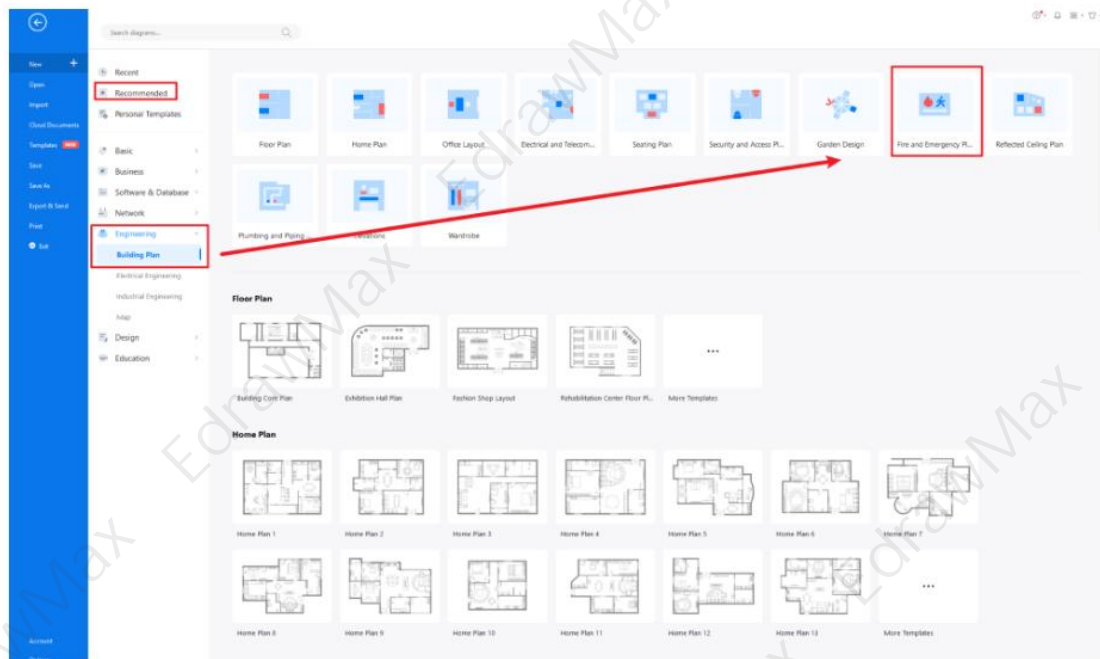 Search diagrams...
New +
Open
Import
Cloud Documents
Templates
Save
Save As
Export & Send
Print
Exit
Account
Recent
Recommended
Personal Templates
Basic
Business
Software & Database
Network
Engineering
Building Plan
Electrical Engineering
Industrial Engineering
Map
Design
Education
Floor Plan
Home Plan
Office Layout
Electrical and Telecom...
Seating Plan
Security and Access Pl...
Garden Design
Fire and Emergency Pl...
Reflected Ceiling Plan
Plumbing and Piping ...
Wardrobe
Floor Plan
Building Core Plan
Exhibition Hall Plan
Fashion Shop Layout
Rehabilitation Center Floor Pl...
More Templates
Home Plan
Home Plan 1
Home Plan 2
Home Plan 3
Home Plan 4
Home Plan 5
Home Plan 6
Home Plan 7
Home Plan 8
Home Plan 9
Home Plan 10
Home Plan 11
Home Plan 12
Home Plan 13
More Templates
EdrawMax
EdrawMax
EdrawMax
EdrawMax